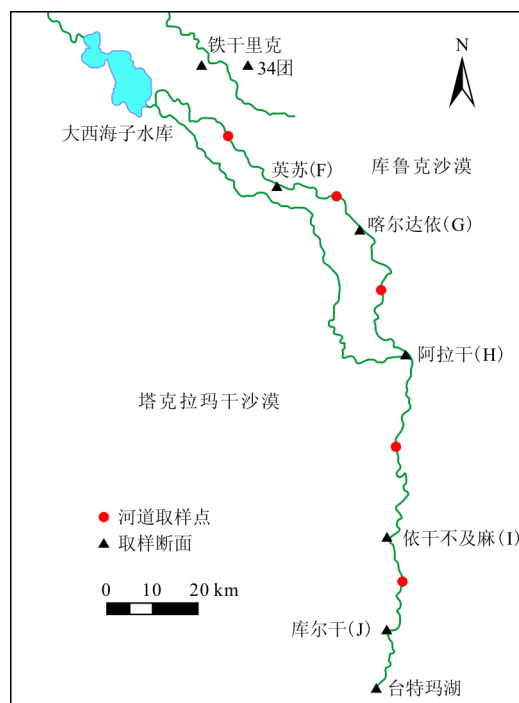 铁干里克
34团
N
大西海子水库
英苏(F)
库鲁克沙漠
喀尔达依(G)
阿拉干(H)
塔克拉玛干沙漠
河道取样点
取样断面
依干不及麻(I)
0 20 km
库尔干(J)
台特玛湖